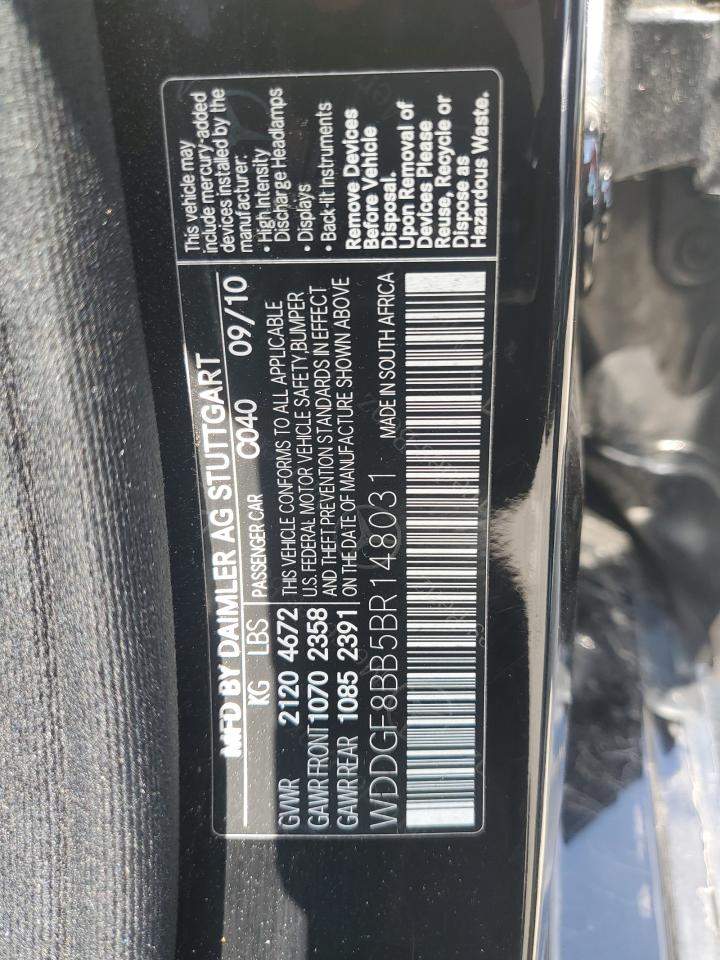 MFD BY DAIMLER AG STUTTGART
KG LBS PASSENGER CAR C040 09/10
GVWR 2120 4672
GAWR FRONT 1070 2358
GAWR REAR 1085 2391
THIS VEHICLE CONFORMS TO ALL APPLICABLE
U.S. FEDERAL MOTOR VEHICLE SAFETY BUMPER
AND THEFT PREVENTION STANDARDS IN EFFECT
ON THE DATE OF MANUFACTURE SHOWN ABOVE
WDDGF8BB5BR148031 MADE IN SOUTH AFRICA
This vehicle may
include mercury-added
devices installed by the
manufacturer:
• High Intensity
Discharge Headlamps
• Displays
• Back-lit Instruments
Remove Devices
Before Vehicle
Disposal.
Upon Removal of
Devices Please
Reuse, Recycle or
Dispose as
Hazardous Waste.